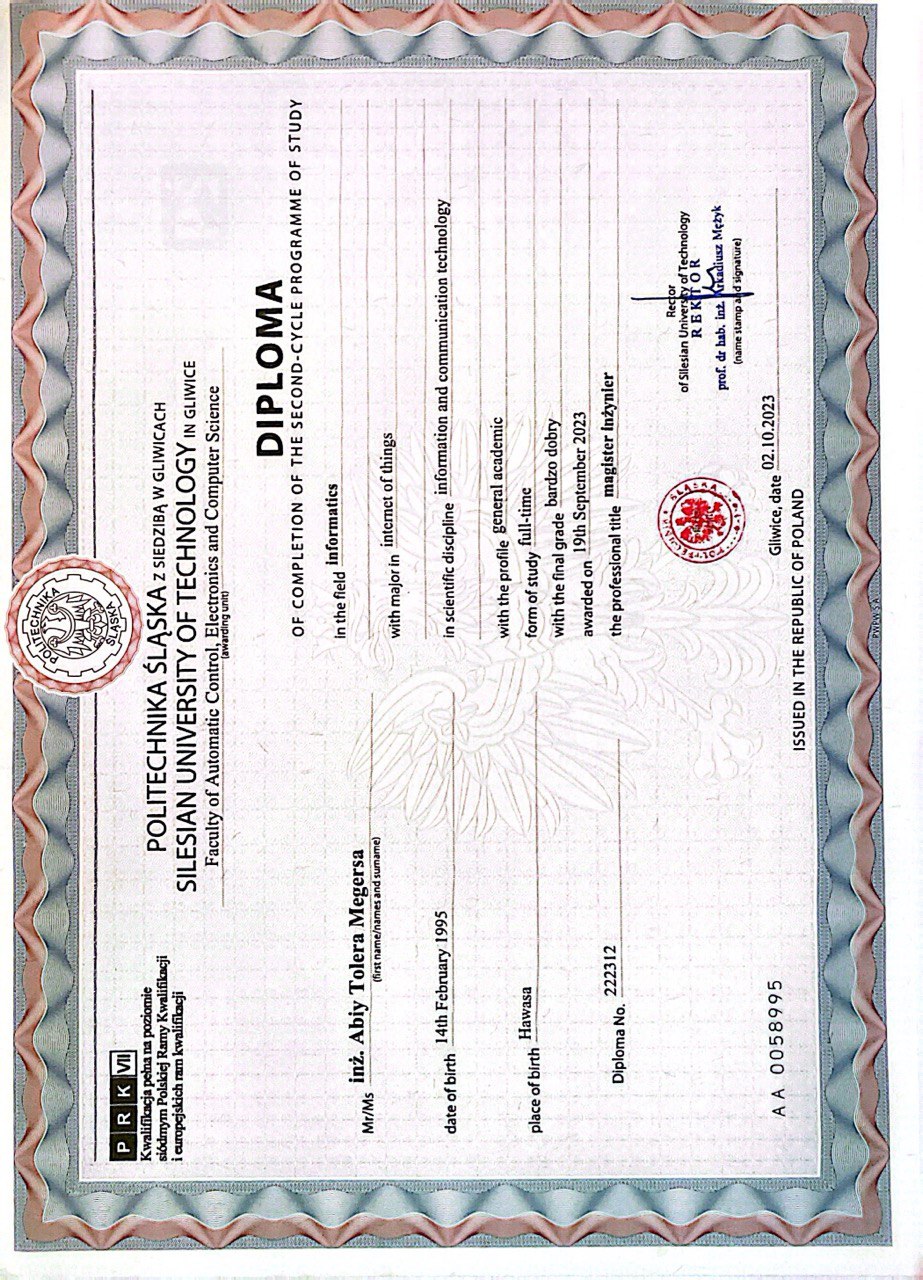 POLITECHNIKA
ŚLĄSKA
PRK VII
Kwalifikacja pełna na poziomie
siódmym Polskiej Ramy Kwalifikacji
i europejskich ram kwalifikacji
POLITECHNIKA ŚLĄSKA Z SIEDZIBĄ W GLIWICACH
SILESIAN UNIVERSITY OF TECHNOLOGY IN GLIWICE
Faculty of Automatic Control, Electronics and Computer Science
(awarding unit)
DIPLOMA
OF COMPLETION OF THE SECOND-CYCLE PROGRAMME OF STUDY
Mr/Ms inż. Abiy Tolera Megersa
(first name/names and surname)
date of birth 14th February 1995
place of birth Hawasa
Diploma No. 222312
in the field informatics
with major in internet of things
in scientific discipline information and communication technology
with the profile general academic
form of study full-time
with the final grade bardzo dobry
awarded on 19th September 2023
the professional title magister inżynier
POLITECHNIKA ŚLĄSKA
Rector
of Silesian University of Technology
REKTOR
prof. dr hab. inż. Arkadiusz Mężyk
(name stamp and signature)
Gliwice, date 02.10.2023
AA 0058995
ISSUED IN THE REPUBLIC OF POLAND
PWPW S.A.